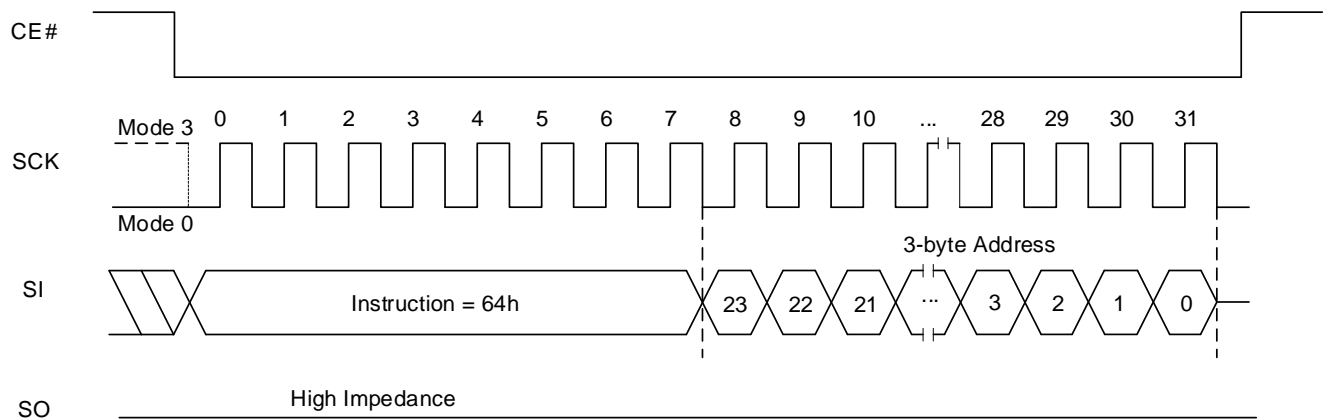 CE#
Mode 3
0 1 2 3 4 5 6 7 8 9 10 ... 28 29 30 31
SCK
Mode 0
3-byte Address
SI
Instruction = 64h 23 22 21 ... 3 2 1 0
High Impedance
SO